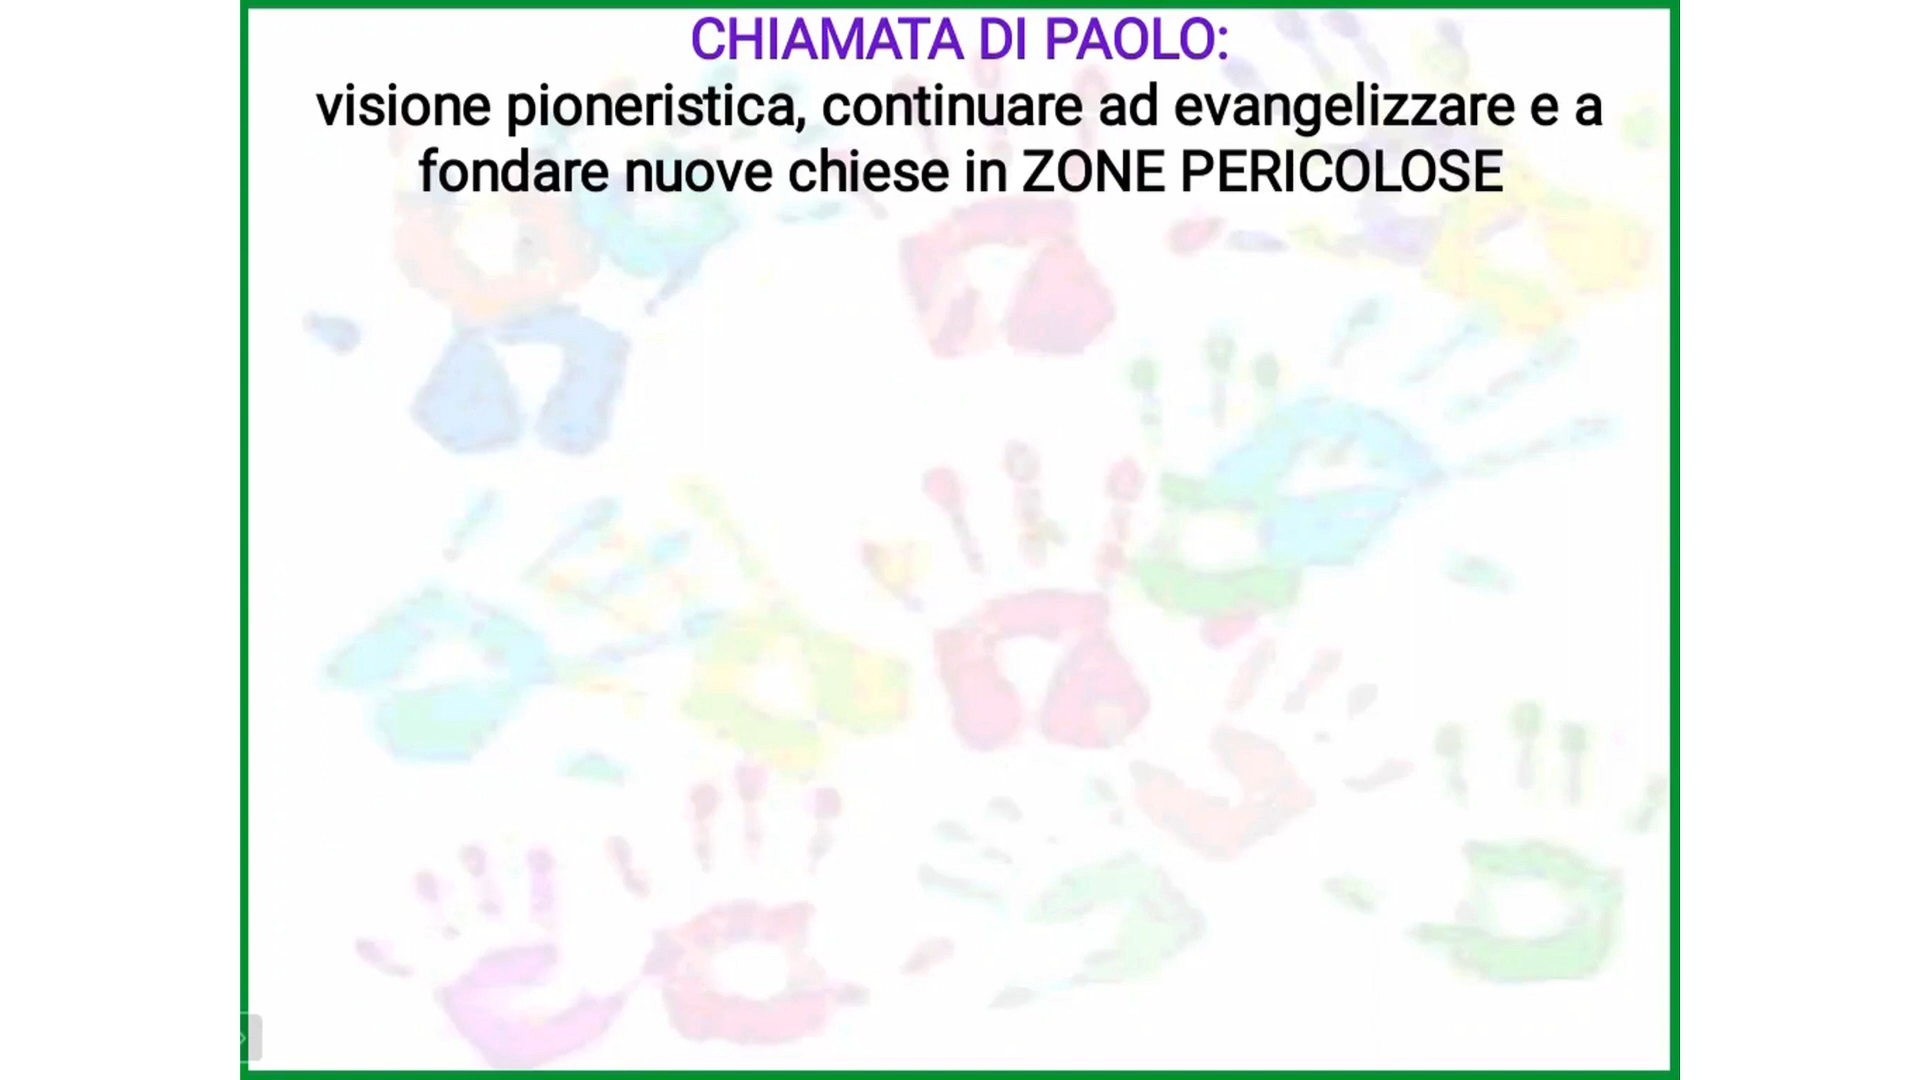 CHIAMATA DI PAOLO:
visione pioneristica, continuare ad evangelizzare e a
fondare nuove chiese in ZONE PERICOLOSE